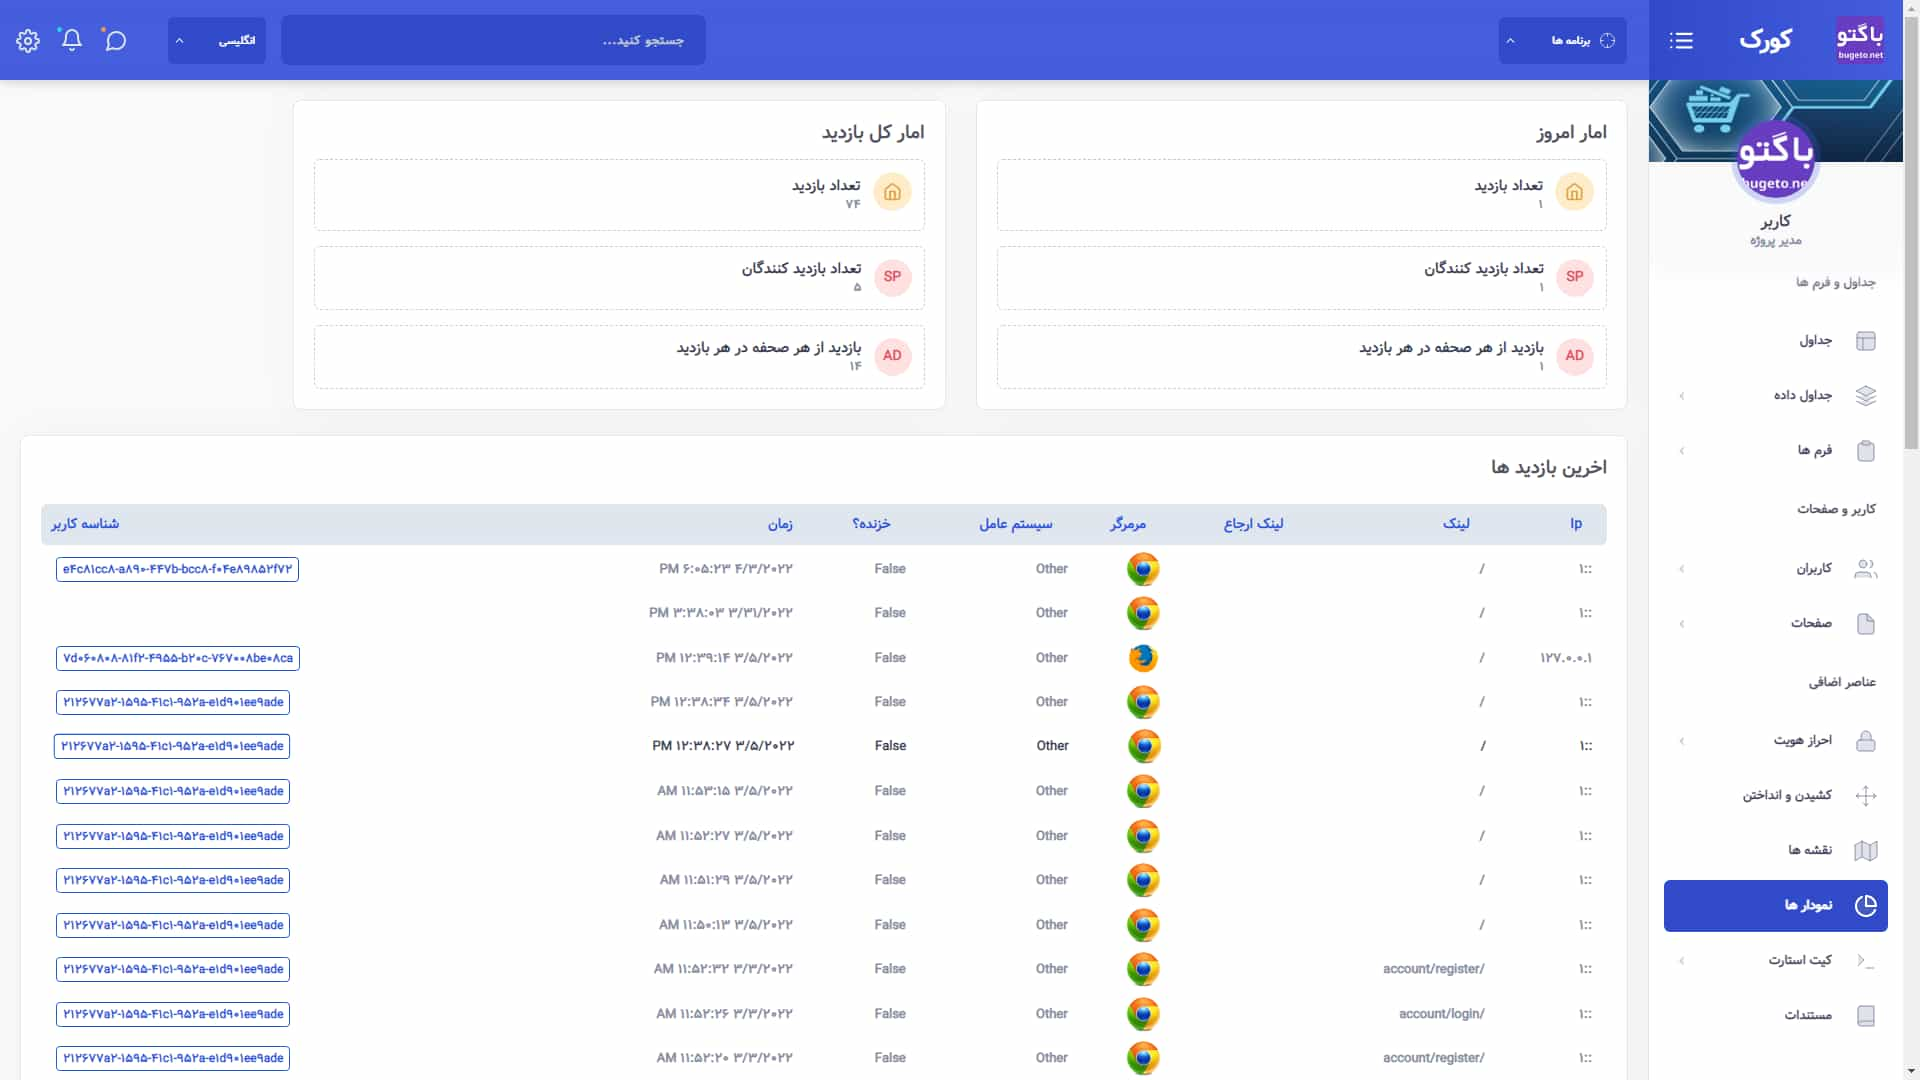 باگتو
bugeto.net
کورک
برنامه ها
جستجو کنید...
انگلیسی
باگتو
bugeto.ne
کاربر
مدیر پروژه
جداول و فرم ها
جداول
جداول داده
فرم ها
کاربر و صفحات
کاربران
صفحات
عناصر اضافی
احراز هویت
کشیدن و انداختن
نقشه ها
نمودار ها
کیت استارت
مستندات
امار امروز
تعداد بازدید
۱
SP
تعداد بازدید کنندگان
۱
AD
بازدید از هر صحفه در هر بازدید
۱
امار کل بازدید
تعداد بازدید
۷۴
SP
تعداد بازدید کنندگان
۵
AD
بازدید از هر صحفه در هر بازدید
۱۴
اخرین بازدید ها
Ip لینک لینک ارجاع مرمرگر سیستم عامل خزنده؟ زمان شناسه کاربر
::۱ / Other False ۴/۳/۲۰۲۲ ۶:۰۵:۲۳ PM e۴c۸۱cc۸-a۸۹۰-۴۴۷b-bcc۸-f۰۴e۸۹۸۵۲f۷۲
::۱ / Other False ۳/۳۱/۲۰۲۲ ۳:۳۸:۰۳ PM
۱۲۷.۰.۰.۱ / Other False ۳/۵/۲۰۲۲ ۱۲:۳۹:۱۴ PM ۷d۰۶۰۸۰۸-۸۱f۲-۴۹۵۵-b۲۰c-۷۶۷۰۰۸be۰۸ca
::۱ / Other False ۳/۵/۲۰۲۲ ۱۲:۳۸:۳۴ PM ۲۱۲۶۷۷a۲-۱۵۹۵-۴۱c۱-۹۵۲a-e۱d۹۰۱ee۹ade
::۱ / Other False ۳/۵/۲۰۲۲ ۱۲:۳۸:۲۷ PM ۲۱۲۶۷۷a۲-۱۵۹۵-۴۱c۱-۹۵۲a-e۱d۹۰۱ee۹ade
::۱ / Other False ۳/۵/۲۰۲۲ ۱۱:۵۳:۱۵ AM ۲۱۲۶۷۷a۲-۱۵۹۵-۴۱c۱-۹۵۲a-e۱d۹۰۱ee۹ade
::۱ / Other False ۳/۵/۲۰۲۲ ۱۱:۵۲:۲۷ AM ۲۱۲۶۷۷a۲-۱۵۹۵-۴۱c۱-۹۵۲a-e۱d۹۰۱ee۹ade
::۱ / Other False ۳/۵/۲۰۲۲ ۱۱:۵۱:۲۹ AM ۲۱۲۶۷۷a۲-۱۵۹۵-۴۱c۱-۹۵۲a-e۱d۹۰۱ee۹ade
::۱ / Other False ۳/۵/۲۰۲۲ ۱۱:۵۰:۱۳ AM ۲۱۲۶۷۷a۲-۱۵۹۵-۴۱c۱-۹۵۲a-e۱d۹۰۱ee۹ade
::۱ account/register/ Other False ۳/۳/۲۰۲۲ ۱۱:۵۲:۳۲ AM ۲۱۲۶۷۷a۲-۱۵۹۵-۴۱c۱-۹۵۲a-e۱d۹۰۱ee۹ade
::۱ account/login/ Other False ۳/۳/۲۰۲۲ ۱۱:۵۲:۲۶ AM ۲۱۲۶۷۷a۲-۱۵۹۵-۴۱c۱-۹۵۲a-e۱d۹۰۱ee۹ade
::۱ account/register/ Other False ۳/۳/۲۰۲۲ ۱۱:۵۲:۲۰ AM ۲۱۲۶۷۷a۲-۱۵۹۵-۴۱c۱-۹۵۲a-e۱d۹۰۱ee۹ade